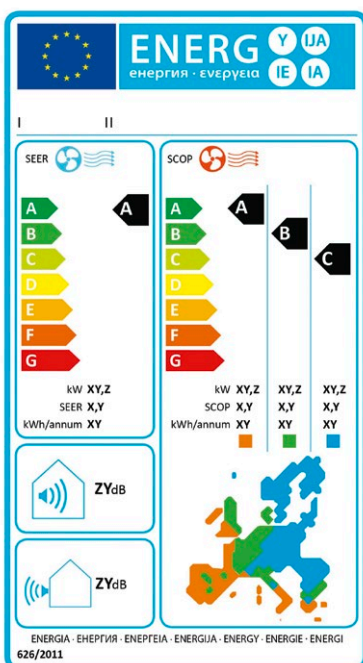 ENERG Y IJA
енергия · ενεργεια IE IA
I II
SEER
A A
B
C
D
E
F
G
kW XY,Z
SEER X,Y
kWh/annum XY
SCOP
A A
B B
C C
D
E
F
G
kW XY,Z XY,Z XY,Z
SCOP X,Y X,Y X,Y
kWh/annum XY XY XY
ZYdB
ZYdB
ENERGIA · ЕНЕРГИЯ · ΕΝΕΡΓΕΙΑ · ENERGIJA · ENERGY · ENERGIE · ENERGI
626/2011